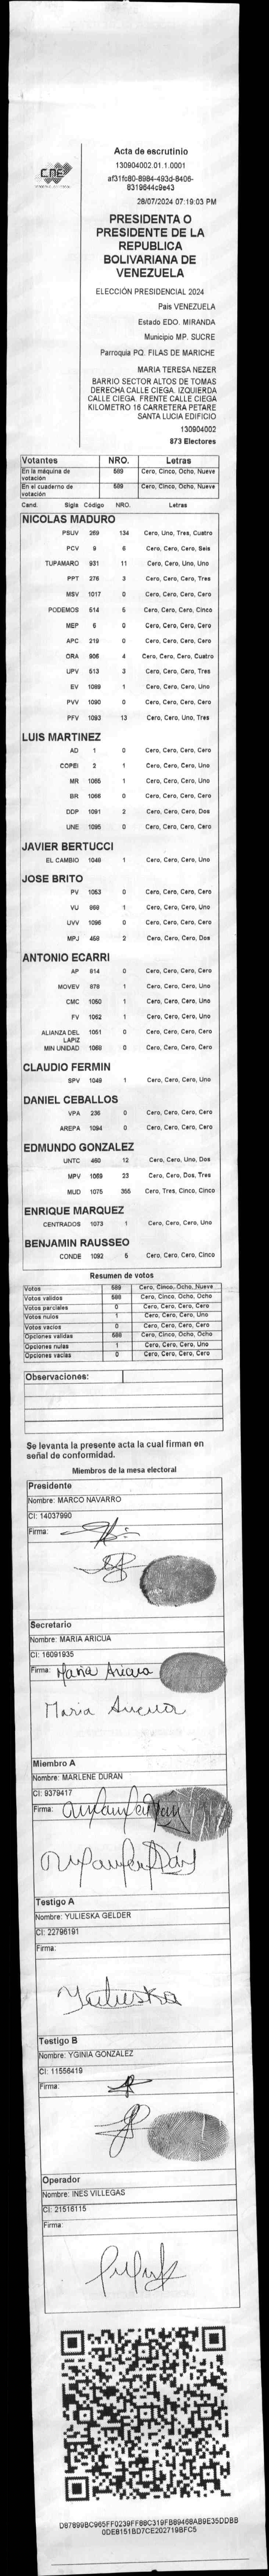 CNE
Acta de escrutinio
130904002.01.1.0001
af31fc80-8984-493d-8406-
8319644c9e43
28/07/2024 07:19:03 PM
PRESIDENTA O
PRESIDENTE DE LA
REPUBLICA
BOLIVARIANA DE
VENEZUELA
ELECCIÓN PRESIDENCIAL 2024
País VENEZUELA
Estado EDO. MIRANDA
Municipio MP. SUCRE
Parroquia PQ. FILAS DE MARICHE
MARIA TERESA NEZER
BARRIO SECTOR ALTOS DE TOMAS
DERECHA CALLE CIEGA. IZQUIERDA
CALLE CIEGA. FRENTE CALLE CIEGA
KILOMETRO 16 CARRETERA PETARE
SANTA LUCIA EDIFICIO
130904002
873 Electores
Votantes NRO. Letras
En la máquina de votación 589 Cero, Cinco, Ocho, Nueve
En el cuaderno de votación 589 Cero, Cinco, Ocho, Nueve
Cand. Sigla Código NRO. Letras
NICOLAS MADURO
PSUV 269 134 Cero, Uno, Tres, Cuatro
PCV 9 6 Cero, Cero, Cero, Seis
TUPAMARO 931 11 Cero, Cero, Uno, Uno
PPT 276 3 Cero, Cero, Cero, Tres
MSV 1017 0 Cero, Cero, Cero, Cero
PODEMOS 514 5 Cero, Cero, Cero, Cinco
MEP 6 0 Cero, Cero, Cero, Cero
APC 219 0 Cero, Cero, Cero, Cero
ORA 906 4 Cero, Cero, Cero, Cuatro
UPV 513 3 Cero, Cero, Cero, Tres
EV 1089 1 Cero, Cero, Cero, Uno
PVV 1090 0 Cero, Cero, Cero, Cero
PFV 1093 13 Cero, Cero, Uno, Tres
LUIS MARTINEZ
AD 1 0 Cero, Cero, Cero, Cero
COPEI 2 1 Cero, Cero, Cero, Uno
MR 1065 1 Cero, Cero, Cero, Uno
BR 1066 0 Cero, Cero, Cero, Cero
DDP 1091 2 Cero, Cero, Cero, Dos
UNE 1095 0 Cero, Cero, Cero, Cero
JAVIER BERTUCCI
EL CAMBIO 1048 1 Cero, Cero, Cero, Uno
JOSE BRITO
PV 1053 0 Cero, Cero, Cero, Cero
VU 868 1 Cero, Cero, Cero, Uno
UVV 1096 0 Cero, Cero, Cero, Cero
MPJ 458 2 Cero, Cero, Cero, Dos
ANTONIO ECARRI
AP 814 0 Cero, Cero, Cero, Cero
MOVEV 878 1 Cero, Cero, Cero, Uno
CMC 1050 1 Cero, Cero, Cero, Uno
FV 1062 1 Cero, Cero, Cero, Uno
ALIANZA DEL LAPIZ 1051 0 Cero, Cero, Cero, Cero
MIN UNIDAD 1068 0 Cero, Cero, Cero, Cero
CLAUDIO FERMIN
SPV 1049 1 Cero, Cero, Cero, Uno
DANIEL CEBALLOS
VPA 236 0 Cero, Cero, Cero, Cero
AREPA 1094 0 Cero, Cero, Cero, Cero
EDMUNDO GONZALEZ
UNTC 460 12 Cero, Cero, Uno, Dos
MPV 1069 23 Cero, Cero, Dos, Tres
MUD 1075 355 Cero, Tres, Cinco, Cinco
ENRIQUE MARQUEZ
CENTRADOS 1073 1 Cero, Cero, Cero, Uno
BENJAMIN RAUSSEO
CONDE 1092 5 Cero, Cero, Cero, Cinco
Resumen de votos
Votos 589 Cero, Cinco, Ocho, Nueve
Votos validos 588 Cero, Cinco, Ocho, Ocho
Votos parciales 0 Cero, Cero, Cero, Cero
Votos nulos 1 Cero, Cero, Cero, Uno
Votos vacios 0 Cero, Cero, Cero, Cero
Opciones validas 588 Cero, Cinco, Ocho, Ocho
Opciones nulas 1 Cero, Cero, Cero, Uno
Opciones vacias 0 Cero, Cero, Cero, Cero
Observaciones:
Se levanta la presente acta la cual firman en
señal de conformidad.
Miembros de la mesa electoral
Presidente
Nombre: MARCO NAVARRO
CI: 14037990
Firma:
Secretario
Nombre: MARIA ARICUA
CI: 16091935
Firma: Maria Aricua
Maria Aricua
Miembro A
Nombre: MARLENE DURAN
CI: 9379417
Firma:
Testigo A
Nombre: YULIESKA GELDER
CI: 22796191
Firma:
Yulieska
Testigo B
Nombre: YGINIA GONZALEZ
CI: 11556419
Firma:
Operador
Nombre: INES VILLEGAS
CI: 21516115
Firma:
D87899BC965FF0239FF88C319FB89468AB9E35DDBB
0DE8151BD7CE202719BFC5